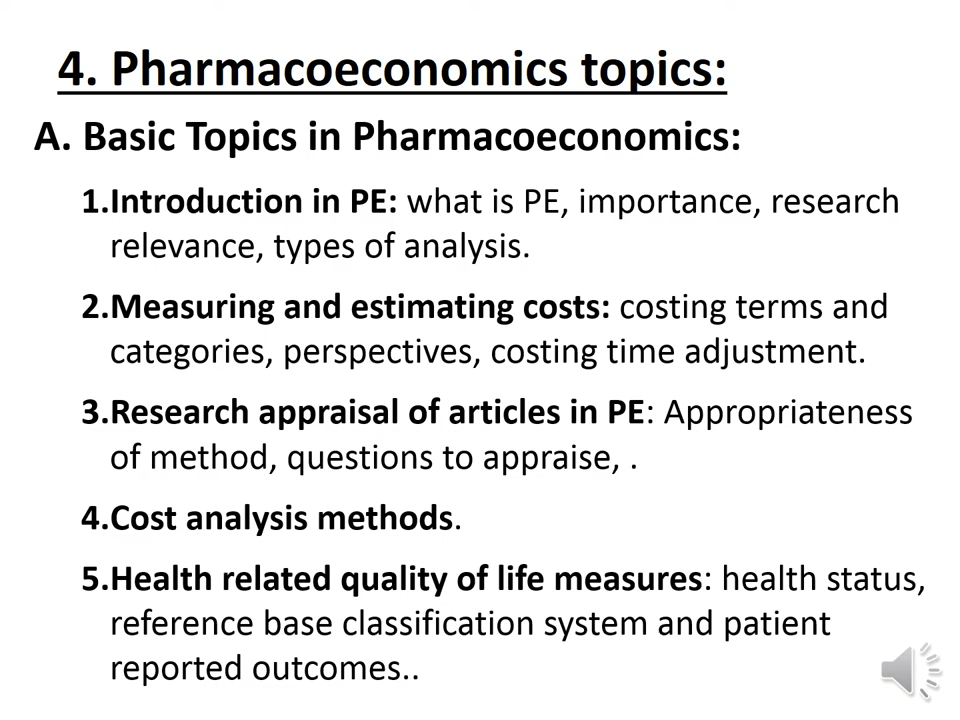 4. Pharmacoeconomics topics:
A. Basic Topics in Pharmacoeconomics:
1.Introduction in PE: what is PE, importance, research
relevance, types of analysis.
2.Measuring and estimating costs: costing terms and
categories, perspectives, costing time adjustment.
3.Research appraisal of articles in PE: Appropriateness
of method, questions to appraise, .
4.Cost analysis methods.
5.Health related quality of life measures: health status,
reference base classification system and patient
reported outcomes..